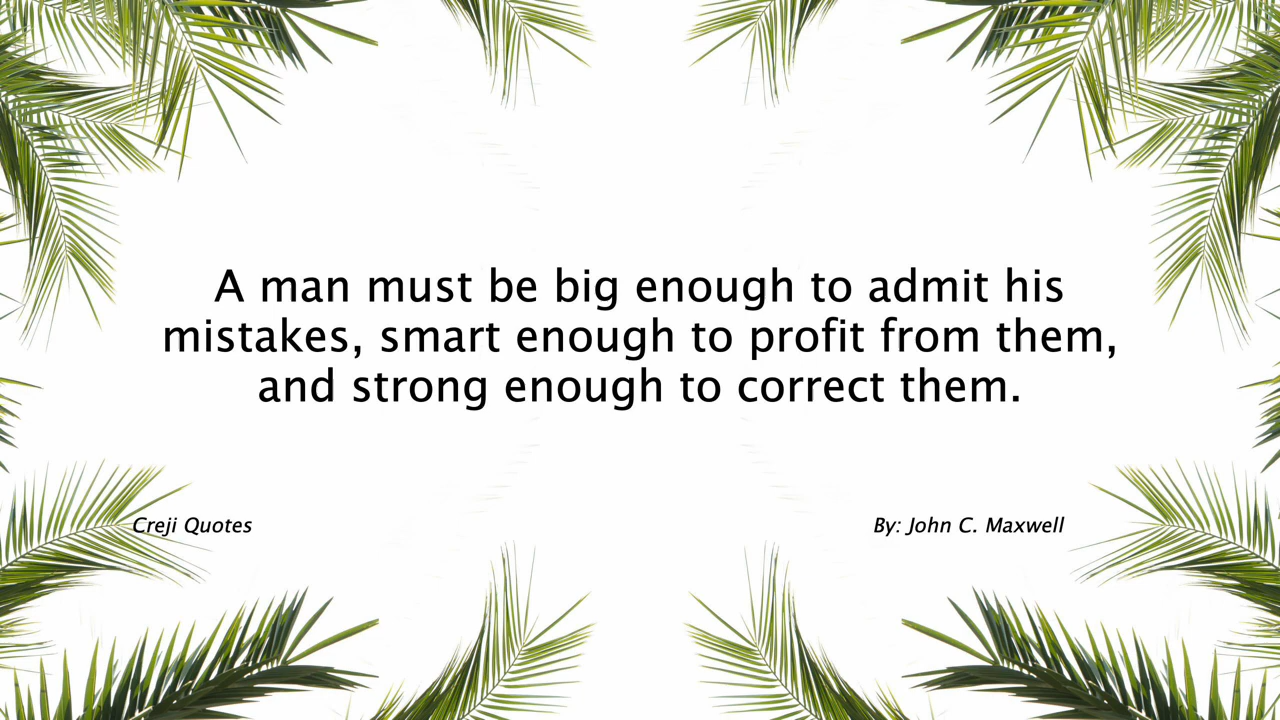 A man must be big enough to admit his
mistakes, smart enough to profit from them,
and strong enough to correct them.
Creji Quotes
By: John C. Maxwell